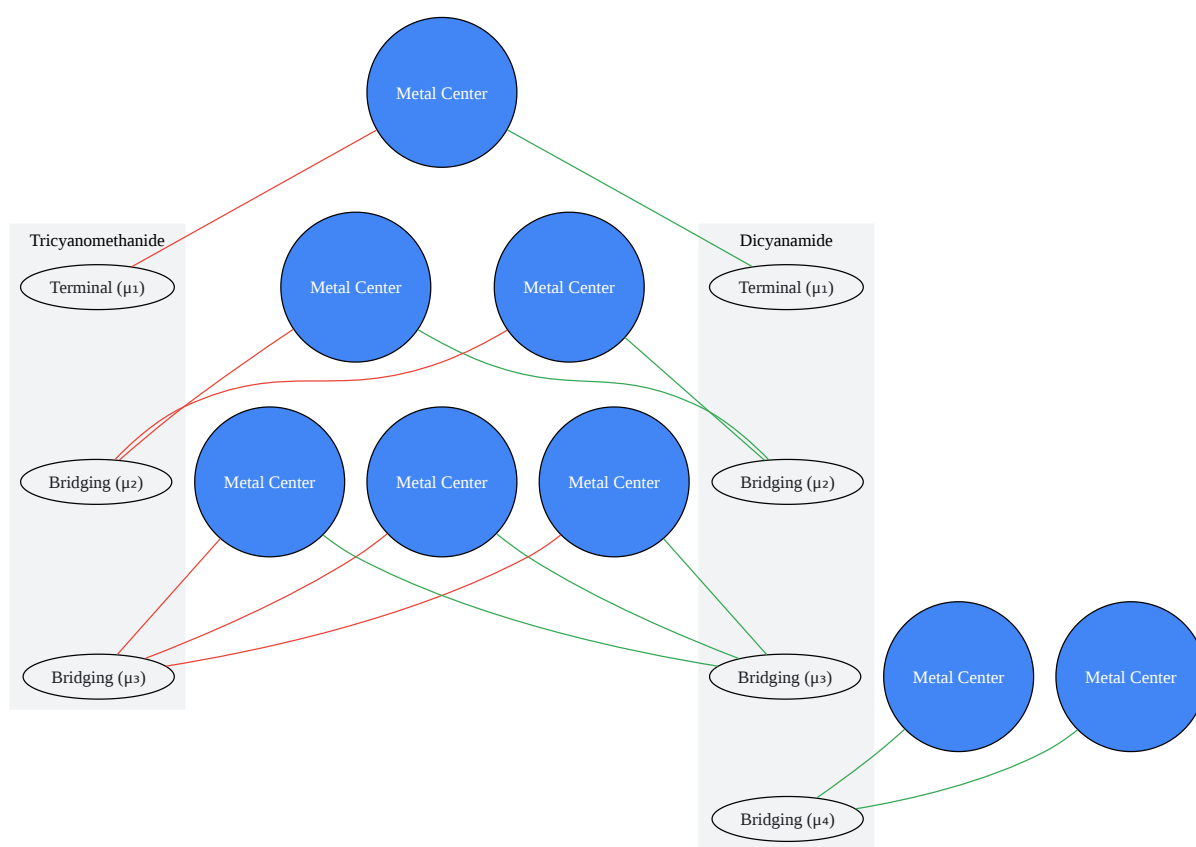 Metal Center
Tricyanomethanide
Dicyanamide
Terminal (μ₁)
Metal Center
Metal Center
Terminal (μ₁)
Bridging (μ₂)
Metal Center
Metal Center
Metal Center
Bridging (μ₂)
Bridging (μ₃)
Bridging (μ₃)
Metal Center
Metal Center
Bridging (μ₄)